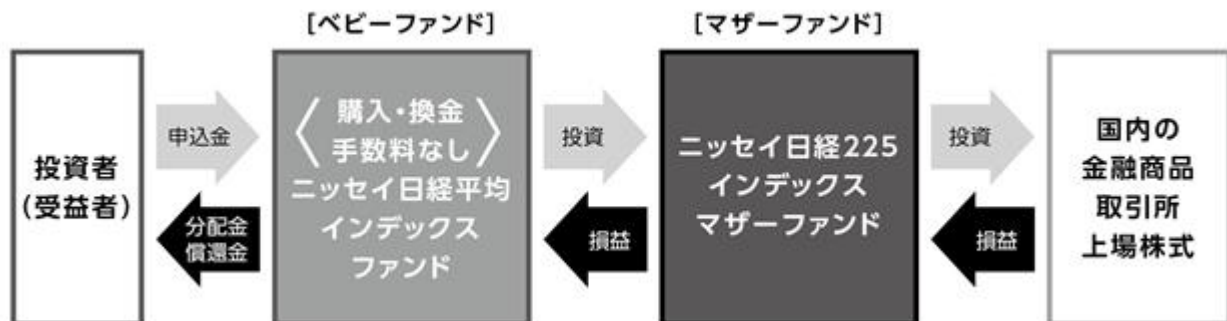 [ベビーファンド]
[マザーファンド]
投資者
(受益者)
申込金
分配金
償還金
〈購入・換金
手数料なし〉
ニッセイ日経平均
インデックス
ファンド
投資
損益
ニッセイ日経225
インデックス
マザーファンド
投資
損益
国内の
金融商品
取引所
上場株式